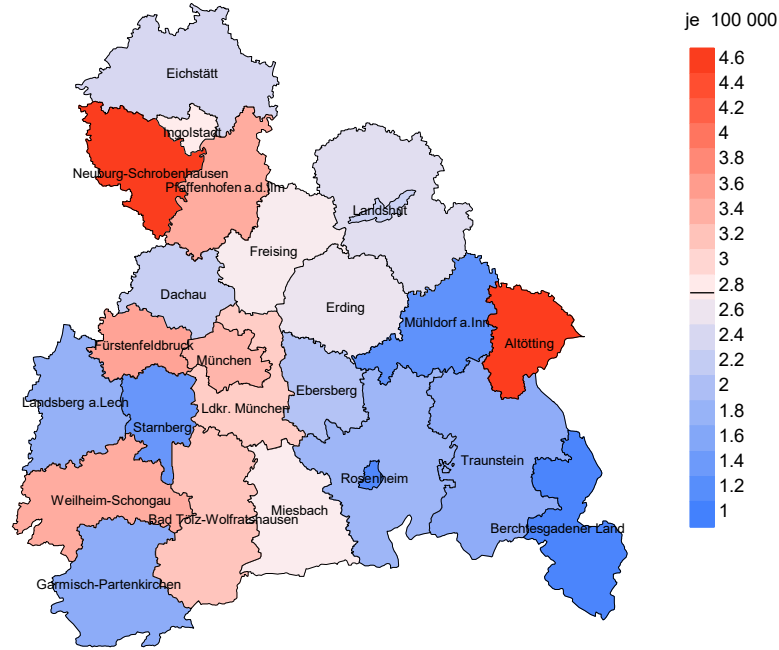 je 100 000
4.6
4.4
4.2
4
3.8
3.6
3.4
3.2
3
2.8
2.6
2.4
2.2
2
1.8
1.6
1.4
1.2
1
Eichstätt
Ingolstadt
Neuburg-Schrobenhausen
Pfaffenhofen a.d.Ilm
Landshut
Freising
Dachau
Erding
Mühldorf a.Inn
Altötting
Fürstenfeldbruck
München
Ebersberg
Landsberg a.Lech
Ldkr. München
Starnberg
Traunstein
Rosenheim
Weilheim-Schongau
Miesbach
Bad Tölz-Wolfratshausen
Berchtesgadener Land
Garmisch-Partenkirchen